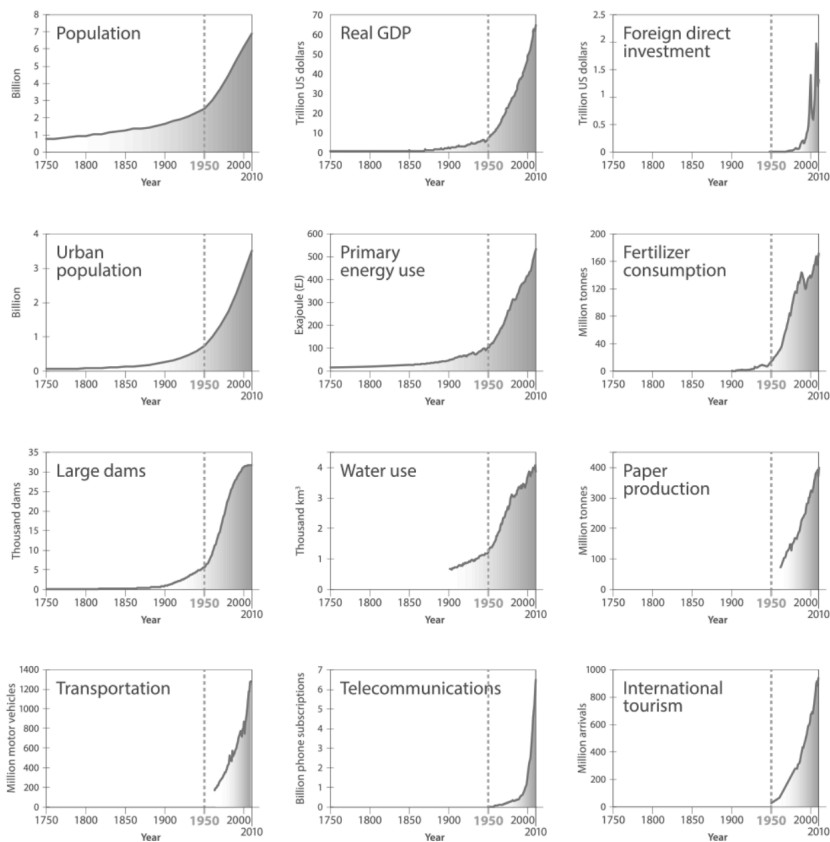 Population
8
7
6
5
4
3
2
1
0
Billion
1750 1800 1850 1900 1950 2000 2010
Year
Real GDP
70
60
50
40
30
20
10
0
Trillion US dollars
1750 1800 1850 1900 1950 2000 2010
Year
Foreign direct
investment
2.5
2
1.5
1
0.5
0
Trillion US dollars
1750 1800 1850 1900 1950 2000 2010
Year
Urban
population
4
3
2
1
0
Billion
1750 1800 1850 1900 1950 2000 2010
Year
Primary
energy use
600
500
400
300
200
100
0
Exajoule (EJ)
1750 1800 1850 1900 1950 2000 2010
Year
Fertilizer
consumption
200
160
120
80
40
0
Million tonnes
1750 1800 1850 1900 1950 2000 2010
Year
Large dams
35
30
25
20
15
10
5
0
Thousand dams
1750 1800 1850 1900 1950 2000 2010
Year
Water use
4
3
2
1
0
Thousand km³
1750 1800 1850 1900 1950 2000 2010
Year
Paper
production
400
300
200
100
0
Million tonnes
1750 1800 1850 1900 1950 2000 2010
Year
Transportation
1400
1200
1000
800
600
400
200
0
Million motor vehicles
1750 1800 1850 1900 1950 2000 2010
Year
Telecommunications
7
6
5
4
3
2
1
0
Billion phone subscriptions
1750 1800 1850 1900 1950 2000 2010
Year
International
tourism
1000
800
600
400
200
0
Million arrivals
1750 1800 1850 1900 1950 2000 2010
Year